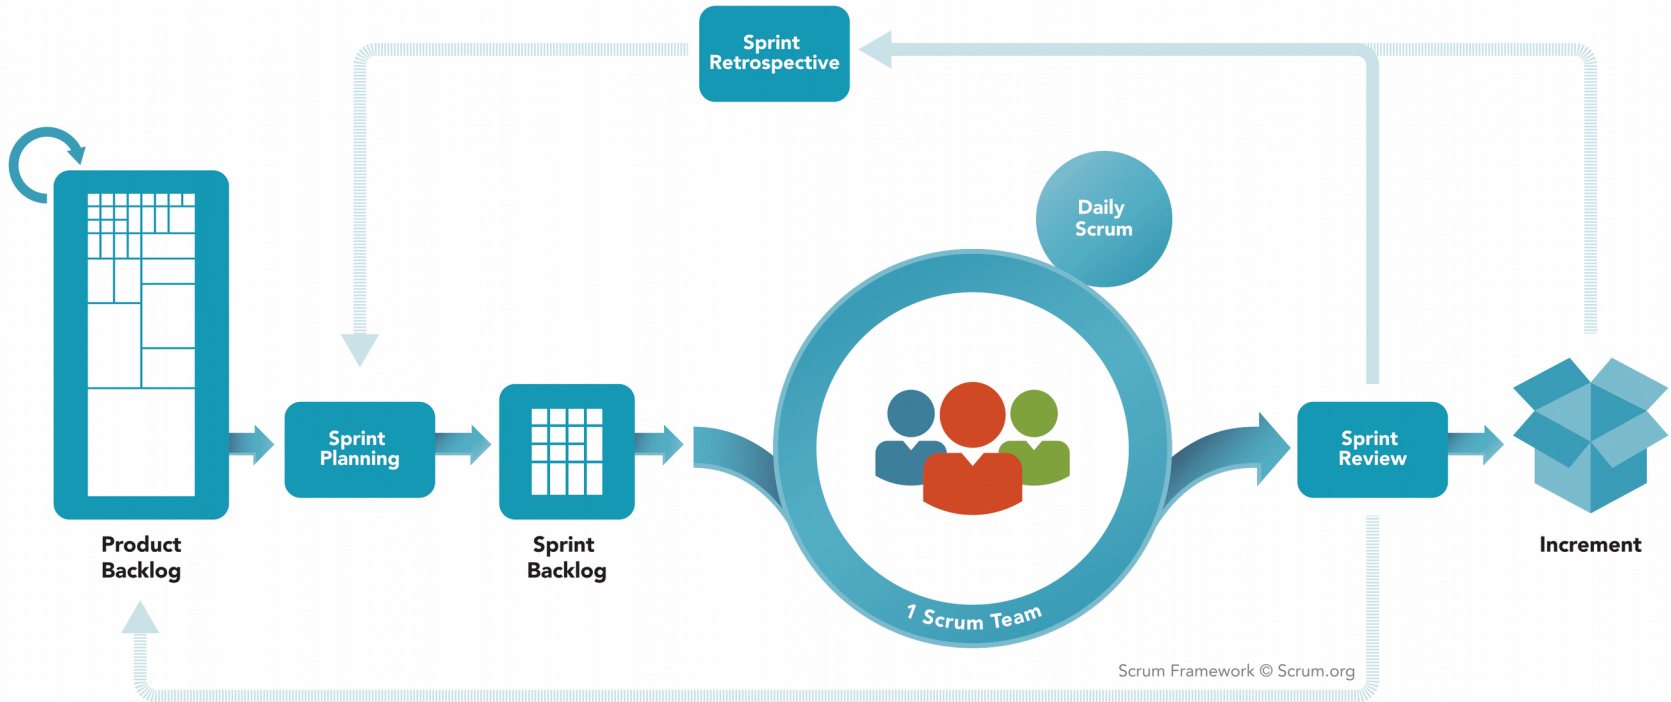 Sprint
Retrospective
Daily
Scrum
Sprint
Planning
Sprint
Review
Product
Backlog
Sprint
Backlog
Increment
1 Scrum Team
Scrum Framework © Scrum.org